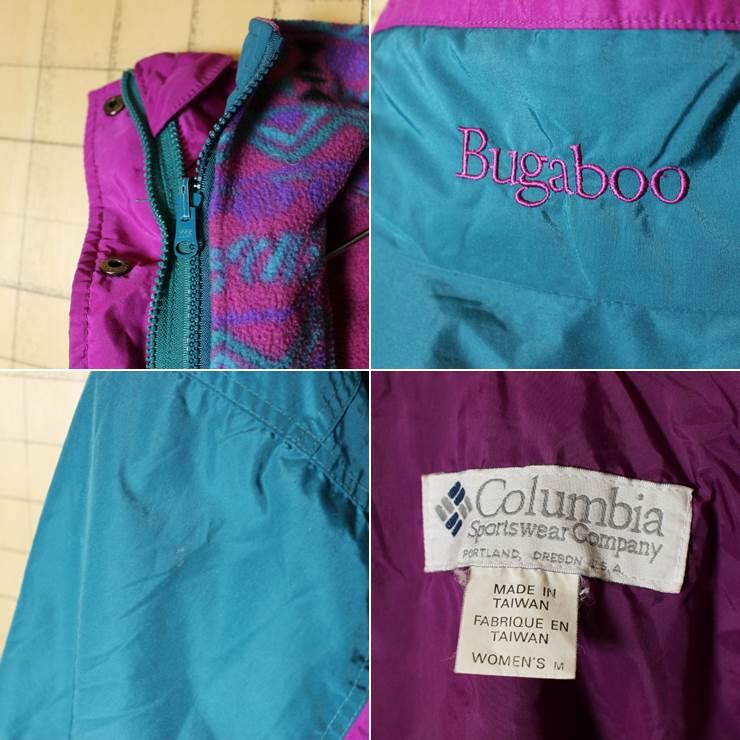 Bugaboo
Columbia
Sportswear Company
PORTLAND, OREGON U.S.A.
MADE IN
TAIWAN
FABRIQUE EN
TAIWAN
WOMEN'S M